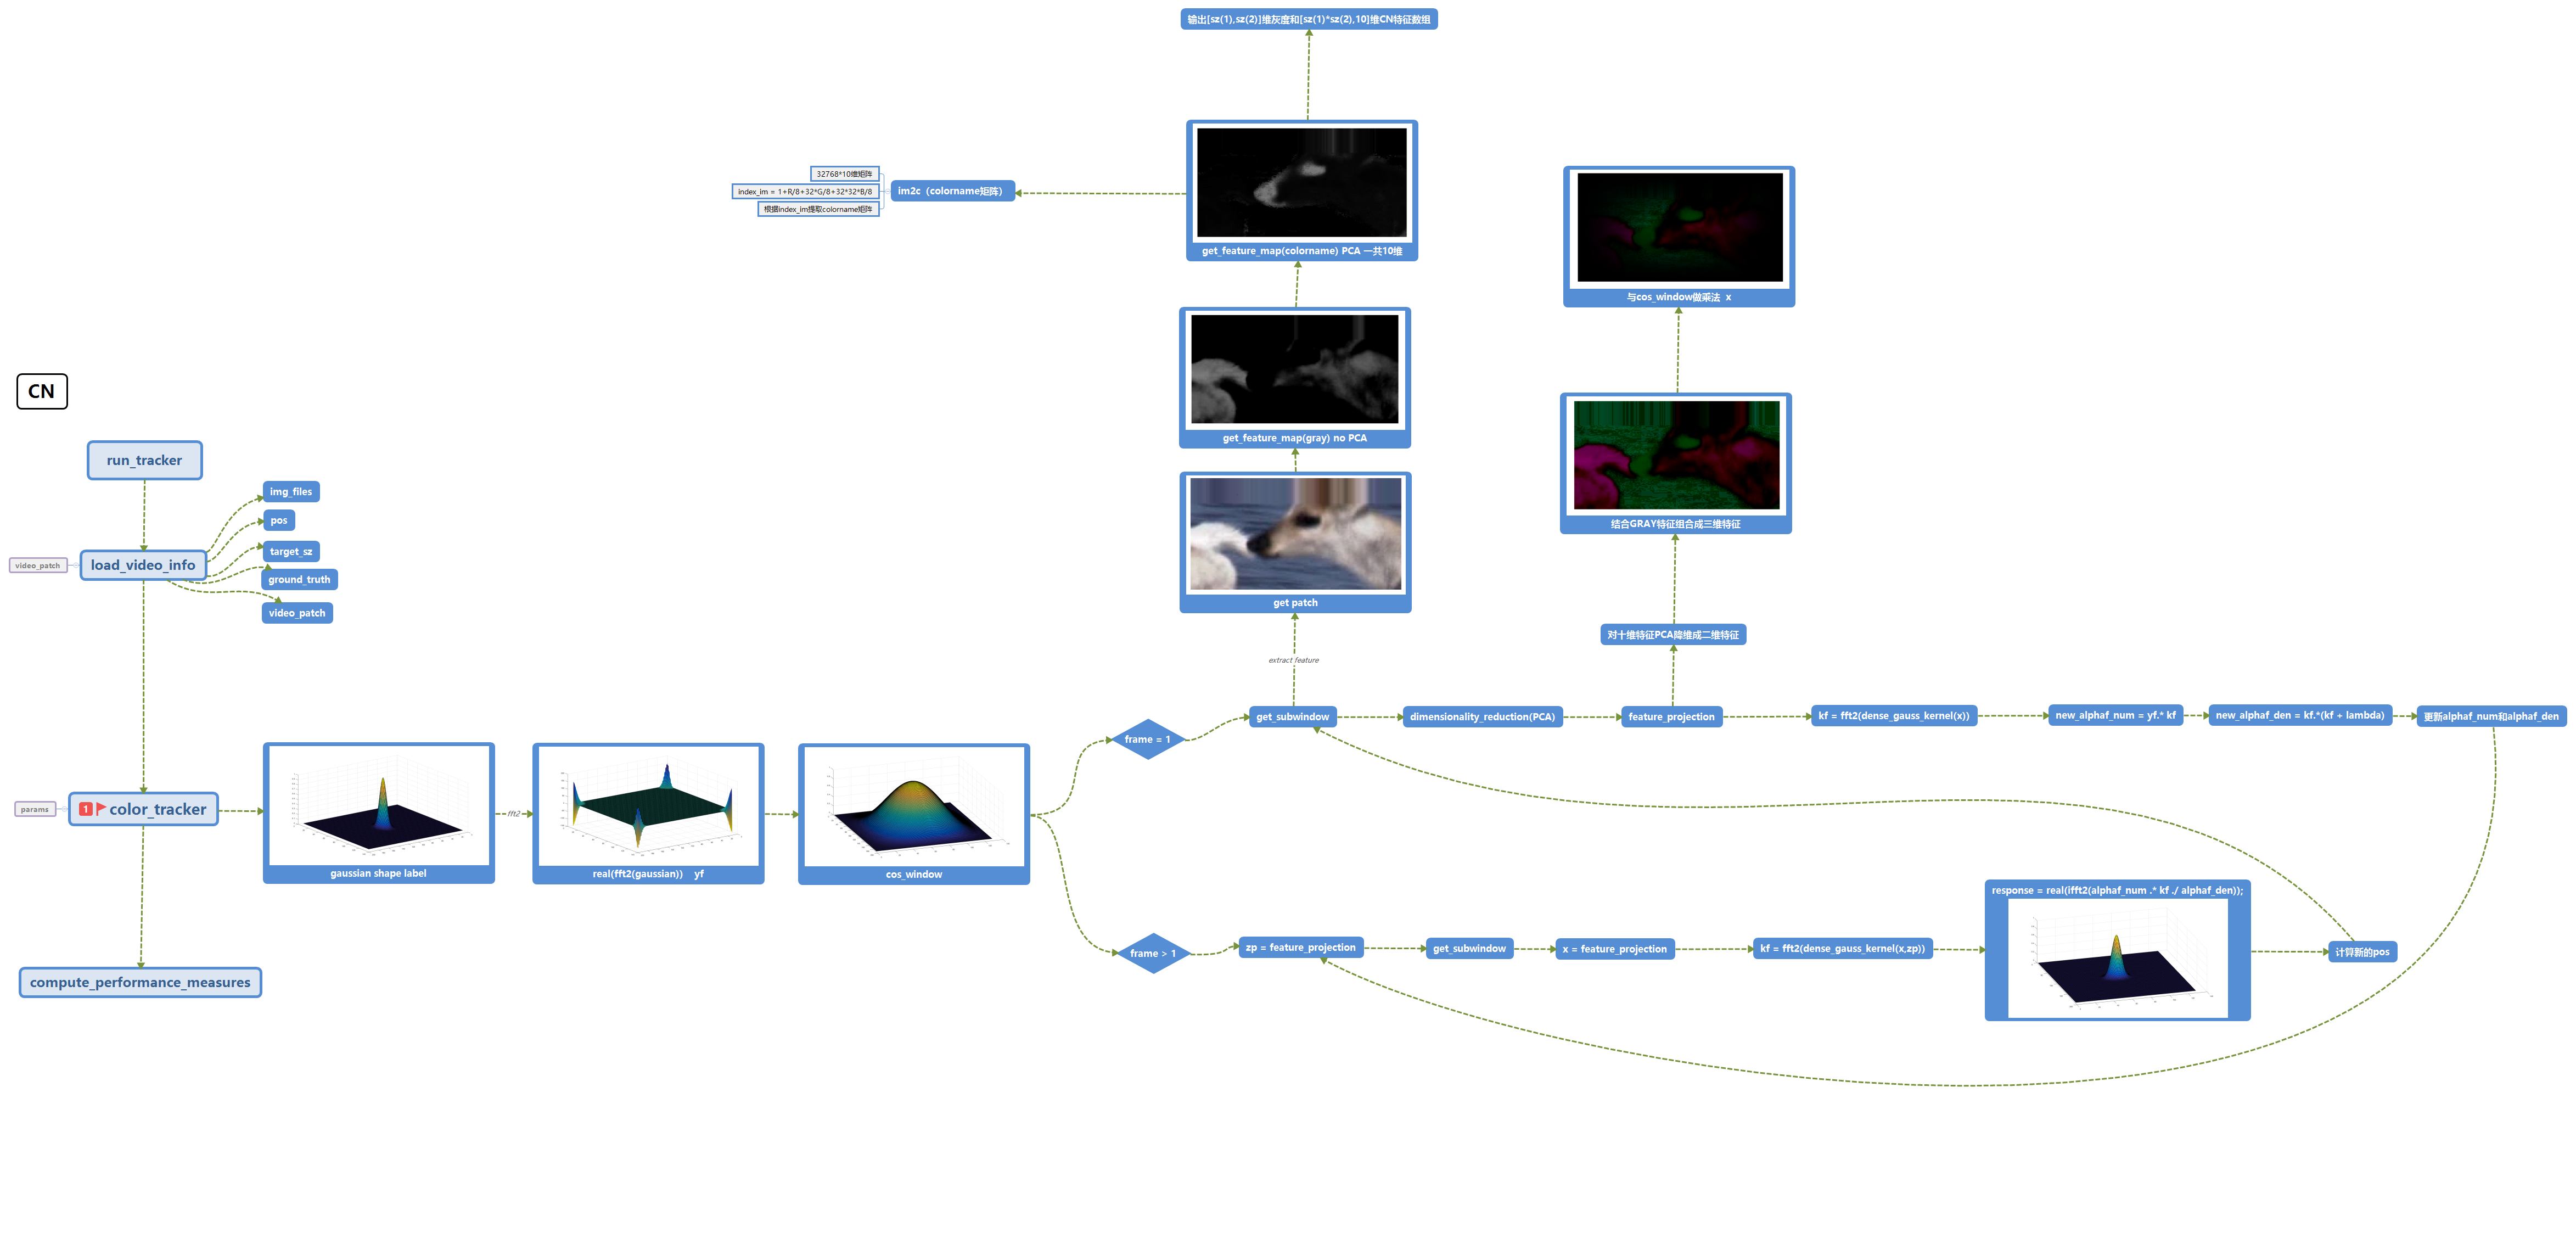 输出[sz(1),sz(2)]维灰度和[sz(1)*sz(2),10]维CN特征数组
32768*10维矩阵
index_im = 1+R/8+32*G/8+32*32*B/8
根据index_im提取colorname矩阵
im2c（colorname矩阵）
get_feature_map(colorname) PCA 一共10维
与cos_window做乘法 x
get_feature_map(gray) no PCA
结合GRAY特征组合成三维特征
get patch
对十维特征PCA降维成二维特征
extract feature
CN
run_tracker
img_files
pos
target_sz
ground_truth
video_patch
video_patch
load_video_info
params
1
color_tracker
compute_performance_measures
gaussian shape label
fft2
real(fft2(gaussian)) yf
cos_window
frame = 1
get_subwindow
dimensionality_reduction(PCA)
feature_projection
kf = fft2(dense_gauss_kernel(x))
new_alphaf_num = yf.* kf
new_alphaf_den = kf.*(kf + lambda)
更新alphaf_num和alphaf_den
frame > 1
zp = feature_projection
get_subwindow
x = feature_projection
kf = fft2(dense_gauss_kernel(x,zp))
response = real(ifft2(alphaf_num .* kf ./ alphaf_den));
计算新的pos